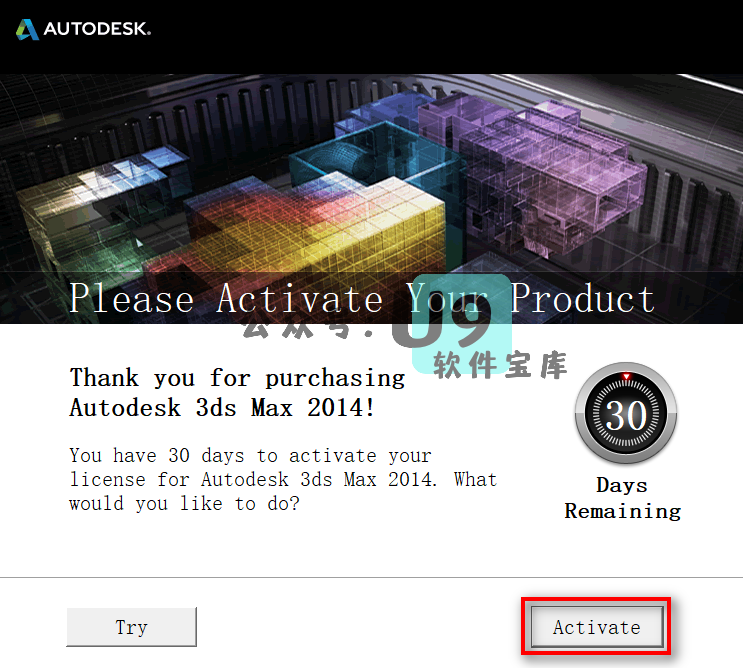 AUTODESK.
Please Activate Your Product
公众号:U9
软件宝库
Thank you for purchasing
Autodesk 3ds Max 2014!
You have 30 days to activate your
license for Autodesk 3ds Max 2014. What
would you like to do?
30
Days
Remaining
Try
Activate